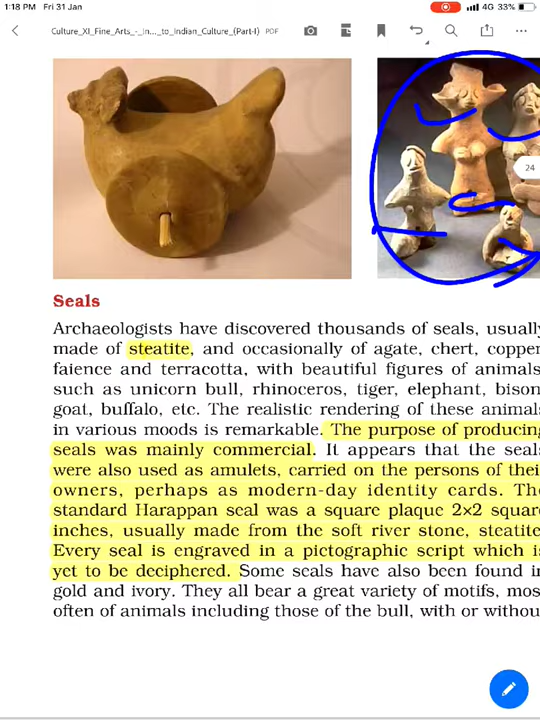 1:18 PM Fri 31 Jan
4G 33%
Culture_XI_Fine_Arts_-_In..._to_Indian_Culture_(Part-I) PDF
24
Seals
Archaeologists have discovered thousands of seals, usually
made of steatite, and occasionally of agate, chert, copper
faience and terracotta, with beautiful figures of animals
such as unicorn bull, rhinoceros, tiger, elephant, bison
goat, buffalo, etc. The realistic rendering of these animals
in various moods is remarkable. The purpose of producing
seals was mainly commercial. It appears that the seals
were also used as amulets, carried on the persons of thei
owners, perhaps as modern-day identity cards. The
standard Harappan seal was a square plaque 2×2 square
inches, usually made from the soft river stone, steatite
Every seal is engraved in a pictographic script which is
yet to be deciphered. Some seals have also been found in
gold and ivory. They all bear a great variety of motifs, mos
often of animals including those of the bull, with or withou